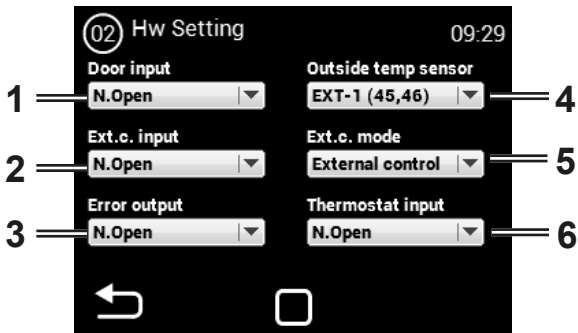 02 Hw Setting 09:29
Door input Outside temp sensor
1 N.Open EXT-1 (45,46) 4
Ext.c. input Ext.c. mode
2 N.Open External control 5
Error output Thermostat input
3 N.Open N.Open 6